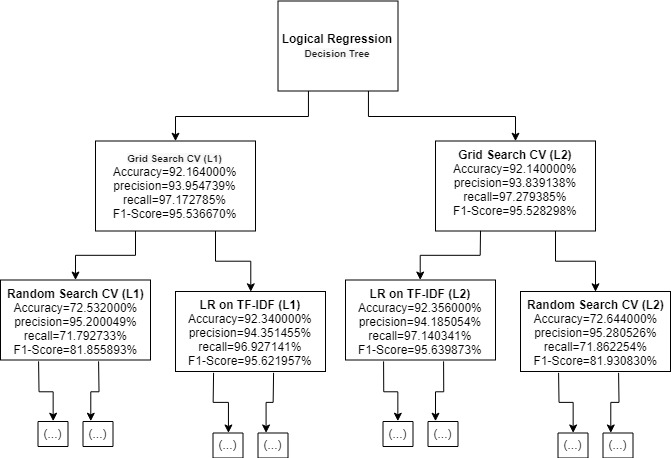 Logical Regression
Decision Tree
Grid Search CV (L1)
Accuracy=92.164000%
precision=93.954739%
recall=97.172785%
F1-Score=95.536670%
Grid Search CV (L2)
Accuracy=92.140000%
precision=93.839138%
recall=97.279385%
F1-Score=95.528298%
Random Search CV (L1)
Accuracy=72.532000%
precision=95.200049%
recall=71.792733%
F1-Score=81.855893%
LR on TF-IDF (L1)
Accuracy=92.340000%
precision=94.351455%
recall=96.927141%
F1-Score=95.621957%
LR on TF-IDF (L2)
Accuracy=92.356000%
precision=94.185054%
recall=97.140341%
F1-Score=95.639873%
Random Search CV (L2)
Accuracy=72.644000%
precision=95.280526%
recall=71.862254%
F1-Score=81.930830%
(...)
(...)
(...)
(...)
(...)
(...)
(...)
(...)